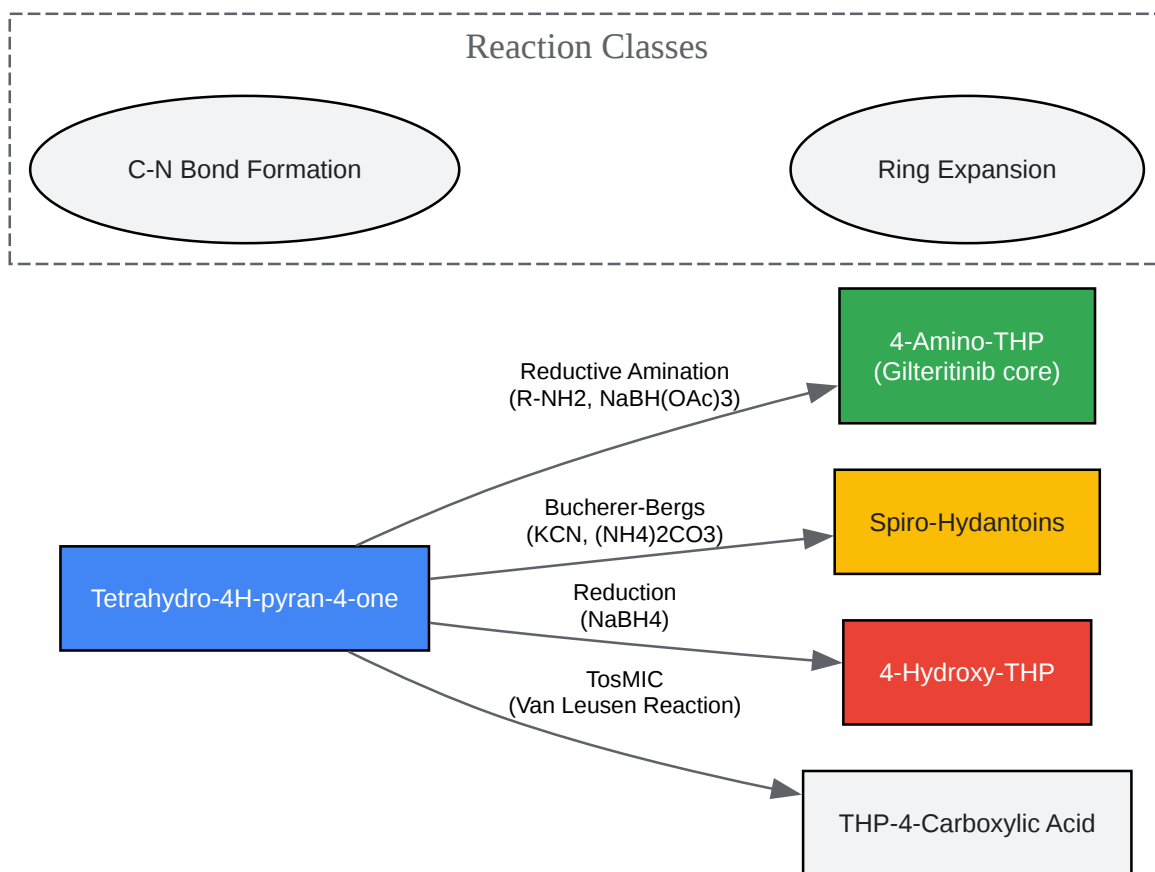 Reaction Classes
C-N Bond Formation
Ring Expansion
4-Amino-THP
(Gilteritinib core)
Reductive Amination
(R-NH2, NaBH(OAc)3)
Bucherer-Bergs
(KCN, (NH4)2CO3)
Spiro-Hydantoins
Tetrahydro-4H-pyran-4-one
Reduction
(NaBH4)
4-Hydroxy-THP
TosMIC
(Van Leusen Reaction)
THP-4-Carboxylic Acid